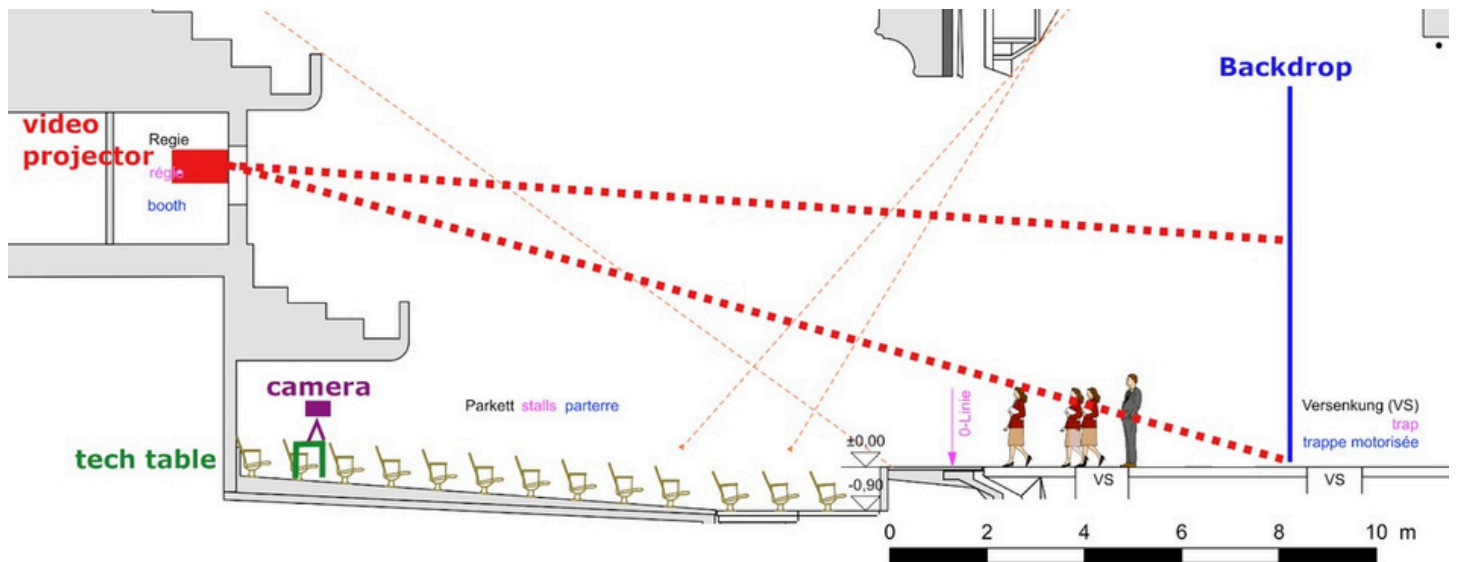 Backdrop
video
projector
Regie
régie
booth
camera
Parkett stalls parterre
0-Linie
tech table
±0,00
-0,90
Versenkung (VS)
trap
trappe motorisée
VS
VS
0 2 4 6 8 10 m